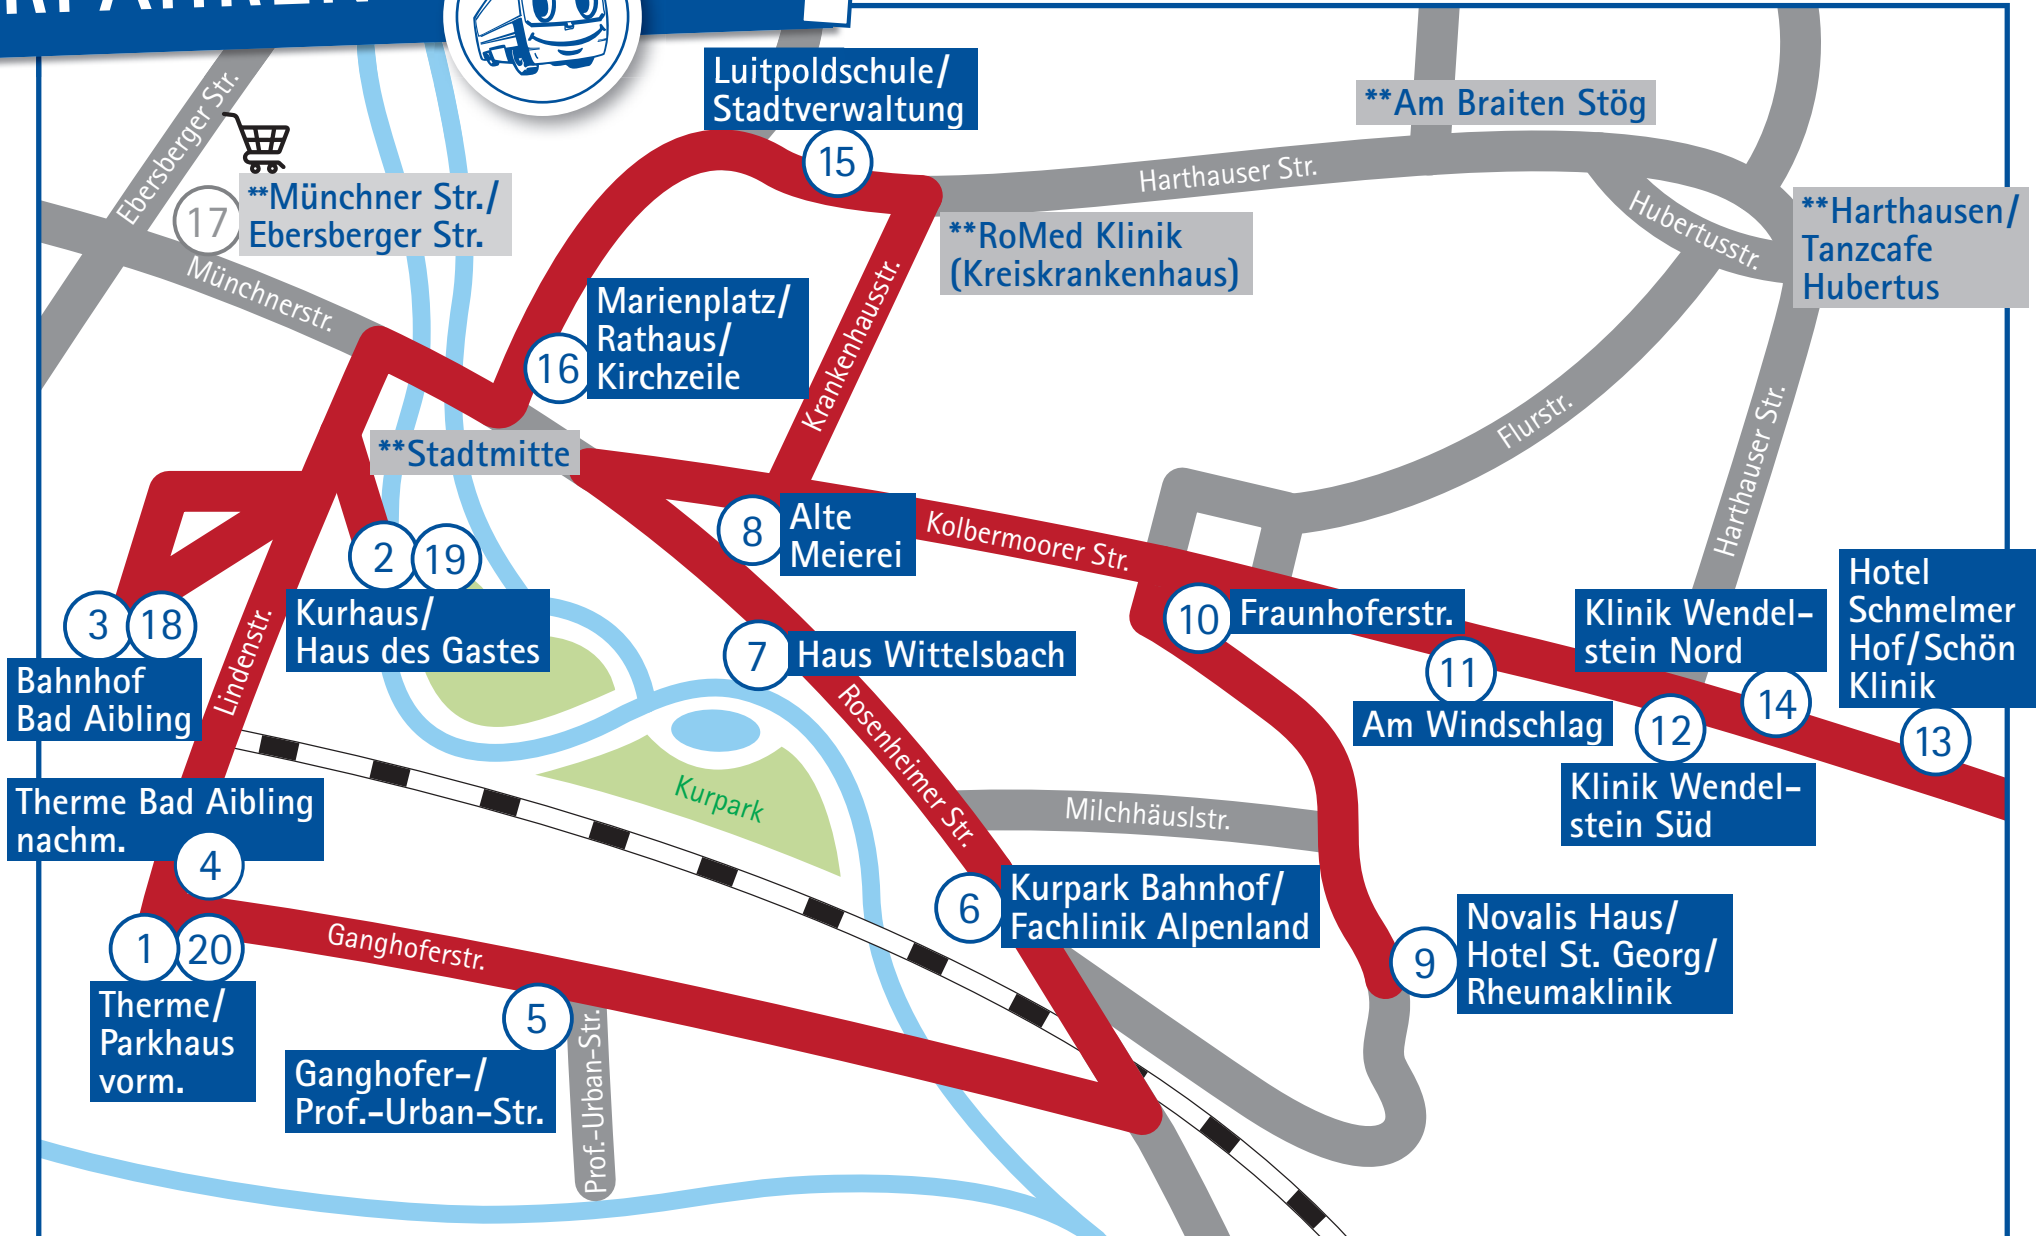 Ebersberger Str.
17
**Münchner Str./
Ebersberger Str.
Münchnerstr.
Luitpoldschule/
Stadtverwaltung
15
Harthauser Str.
**Am Braiten Stög
Hubertusstr.
**Harthausen/
Tanzcafe
Hubertus
**RoMed Klinik
(Kreiskrankenhaus)
Marienplatz/
Rathaus/
Kirchzeile
16
Krankenhausstr.
Flurstr.
Harthauser Str.
**Stadtmitte
8
Alte
Meierei
Kolbermoorer Str.
2
19
Kurhaus/
Haus des Gastes
3
18
Bahnhof
Bad Aibling
Lindenstr.
7
Haus Wittelsbach
10
Fraunhoferstr.
11
Am Windschlag
Klinik Wendel-
stein Nord
14
12
Klinik Wendel-
stein Süd
Hotel
Schmelmer
Hof/Schön
Klinik
13
Rosenheimer Str.
Kurpark
Milchhäuslstr.
Therme Bad Aibling
nachm.
4
6
Kurpark Bahnhof/
Fachlinik Alpenland
9
Novalis Haus/
Hotel St. Georg/
Rheumaklinik
1
20
Therme/
Parkhaus
vorm.
Ganghoferstr.
5
Ganghofer-/
Prof.-Urban-Str.
Prof.-Urban-Str.